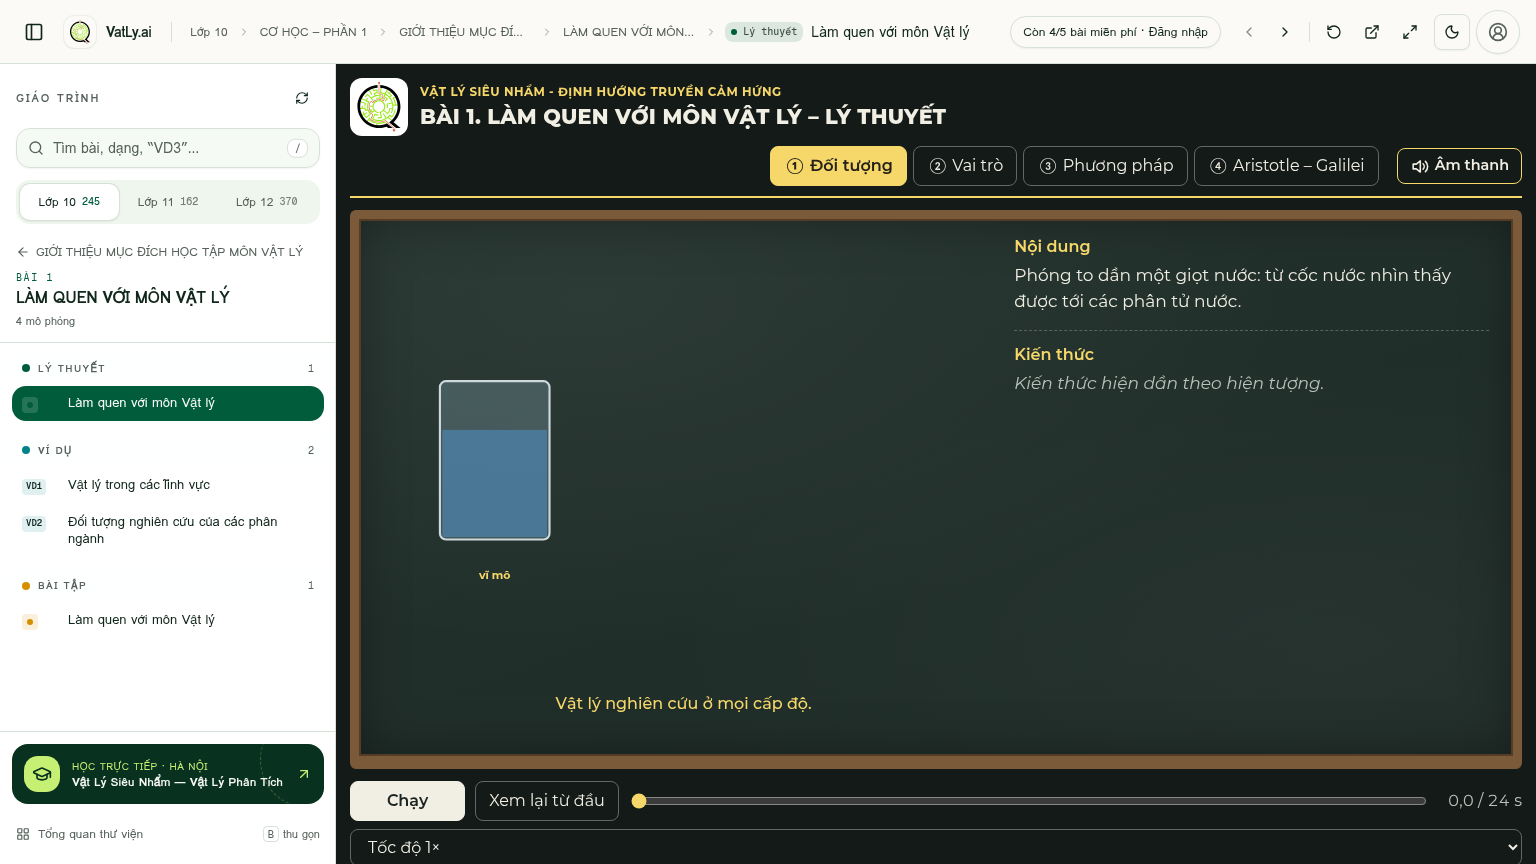 VatLy.ai
Lớp 10
CƠ HỌC – PHẦN 1
GIỚI THIỆU MỤC ĐÍ...
LÀM QUEN VỚI MÔN...
Lý thuyết
Làm quen với môn Vật lý
Còn 4/5 bài miễn phí · Đăng nhập
GIÁO TRÌNH
Tìm bài, dạng, “VD3”...
/
Lớp 10 245
Lớp 11 162
Lớp 12 370
GIỚI THIỆU MỤC ĐÍCH HỌC TẬP MÔN VẬT LÝ
BÀI 1
LÀM QUEN VỚI MÔN VẬT LÝ
4 mô phỏng
LÝ THUYẾT 1
Làm quen với môn Vật lý
VÍ DỤ 2
VD1 Vật lý trong các lĩnh vực
VD2 Đối tượng nghiên cứu của các phân
ngành
BÀI TẬP 1
Làm quen với môn Vật lý
HỌC TRỰC TIẾP · HÀ NỘI
Vật Lý Siêu Nhẩm — Vật Lý Phân Tích
Tổng quan thư viện
B thu gọn
VẬT LÝ SIÊU NHẨM - ĐỊNH HƯỚNG TRUYỀN CẢM HỨNG
BÀI 1. LÀM QUEN VỚI MÔN VẬT LÝ – LÝ THUYẾT
① Đối tượng
② Vai trò
③ Phương pháp
④ Aristotle – Galilei
Âm thanh
vĩ mô
Vật lý nghiên cứu ở mọi cấp độ.
Nội dung
Phóng to dần một giọt nước: từ cốc nước nhìn thấy
được tới các phân tử nước.
Kiến thức
Kiến thức hiện dần theo hiện tượng.
Chạy
Xem lại từ đầu
0,0 / 24 s
Tốc độ 1×